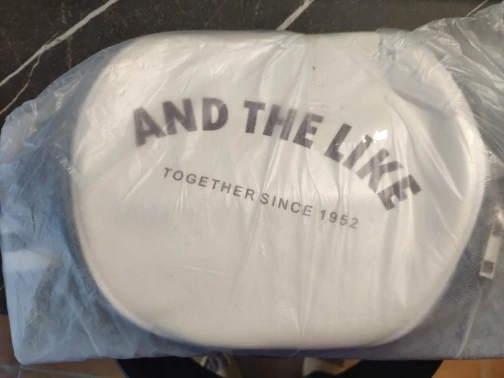 AND THE LIKE
TOGETHER SINCE 1952